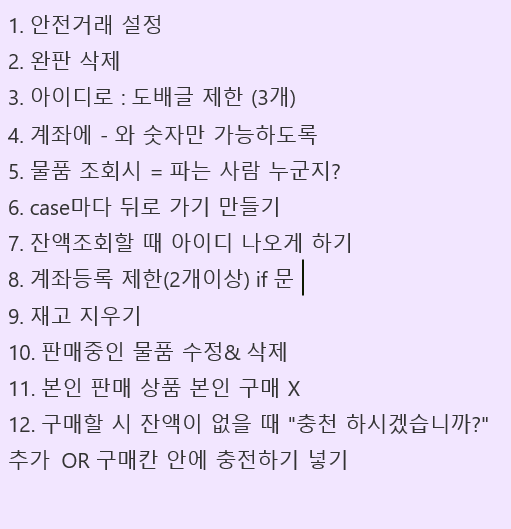 1. 안전거래 설정
2. 완판 삭제
3. 아이디로 : 도배글 제한 (3개)
4. 계좌에 - 와 숫자만 가능하도록
5. 물품 조회시 = 파는 사람 누군지?
6. case마다 뒤로 가기 만들기
7. 잔액조회할 때 아이디 나오게 하기
8. 계좌등록 제한(2개이상) if 문
9. 재고 지우기
10. 판매중인 물품 수정& 삭제
11. 본인 판매 상품 본인 구매 X
12. 구매할 시 잔액이 없을 때 "충천 하시겠습니까?"
추가  OR 구매칸 안에 충전하기 넣기